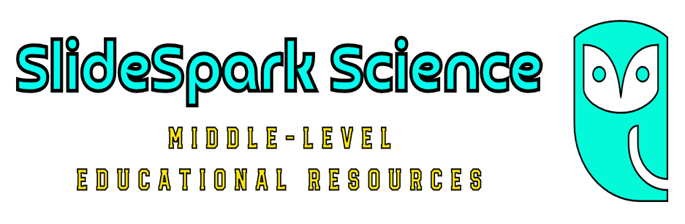 SlideSpark Science
MIDDLE-LEVEL
EDUCATIONAL RESOURCES